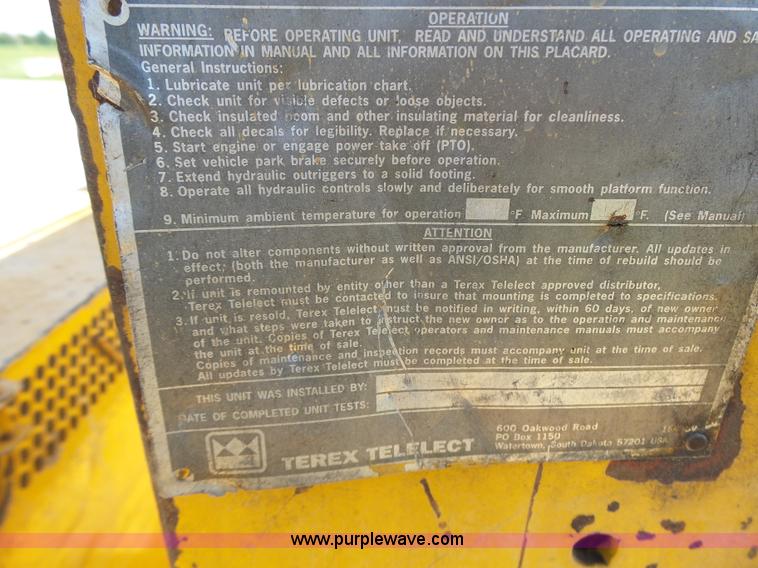 OPERATION
WARNING: BEFORE OPERATING UNIT, READ AND UNDERSTAND ALL OPERATING AND SA
INFORMATION IN MANUAL AND ALL INFORMATION ON THIS PLACARD.
General Instructions:
1. Lubricate unit per lubrication chart.
2. Check unit for visible defects or loose objects.
3. Check insulated boom and other insulating material for cleanliness.
4. Check all decals for legibility. Replace if necessary.
5. Start engine or engage power take off (PTO).
6. Set vehicle park brake securely before operation.
7. Extend hydraulic outriggers to a solid footing.
8. Operate all hydraulic controls slowly and deliberately for smooth platform function.
9. Minimum ambient temperature for operation °F Maximum °F. (See Manual)
ATTENTION
1. Do not alter components without written approval from the manufacturer. All updates in
effect; (both the manufacturer as well as ANSI/OSHA) at the time of rebuild should be
performed.
2. If unit is remounted by entity other than a Terex Telelect approved distributor,
Terex Telelect must be contacted to insure that mounting is completed to specifications.
3. If unit is resold, Terex Telelect must be notified in writing, within 60 days, of new owner
and what steps were taken to instruct the new owner as to the operation and maintenance
of the unit. Copies of Terex Telelect operators and maintenance manuals must accompany
the unit at the time of sale.
Copies of maintenance and inspection records must accompany unit at the time of sale.
All updates by Terex Telelect must be completed at the time of sale.
THIS UNIT WAS INSTALLED BY:
DATE OF COMPLETED UNIT TESTS:
TEREX TELELECT
600 Oakwood Road
PO Box 1150
Watertown, South Dakota 57201 USA
www.purplewave.com